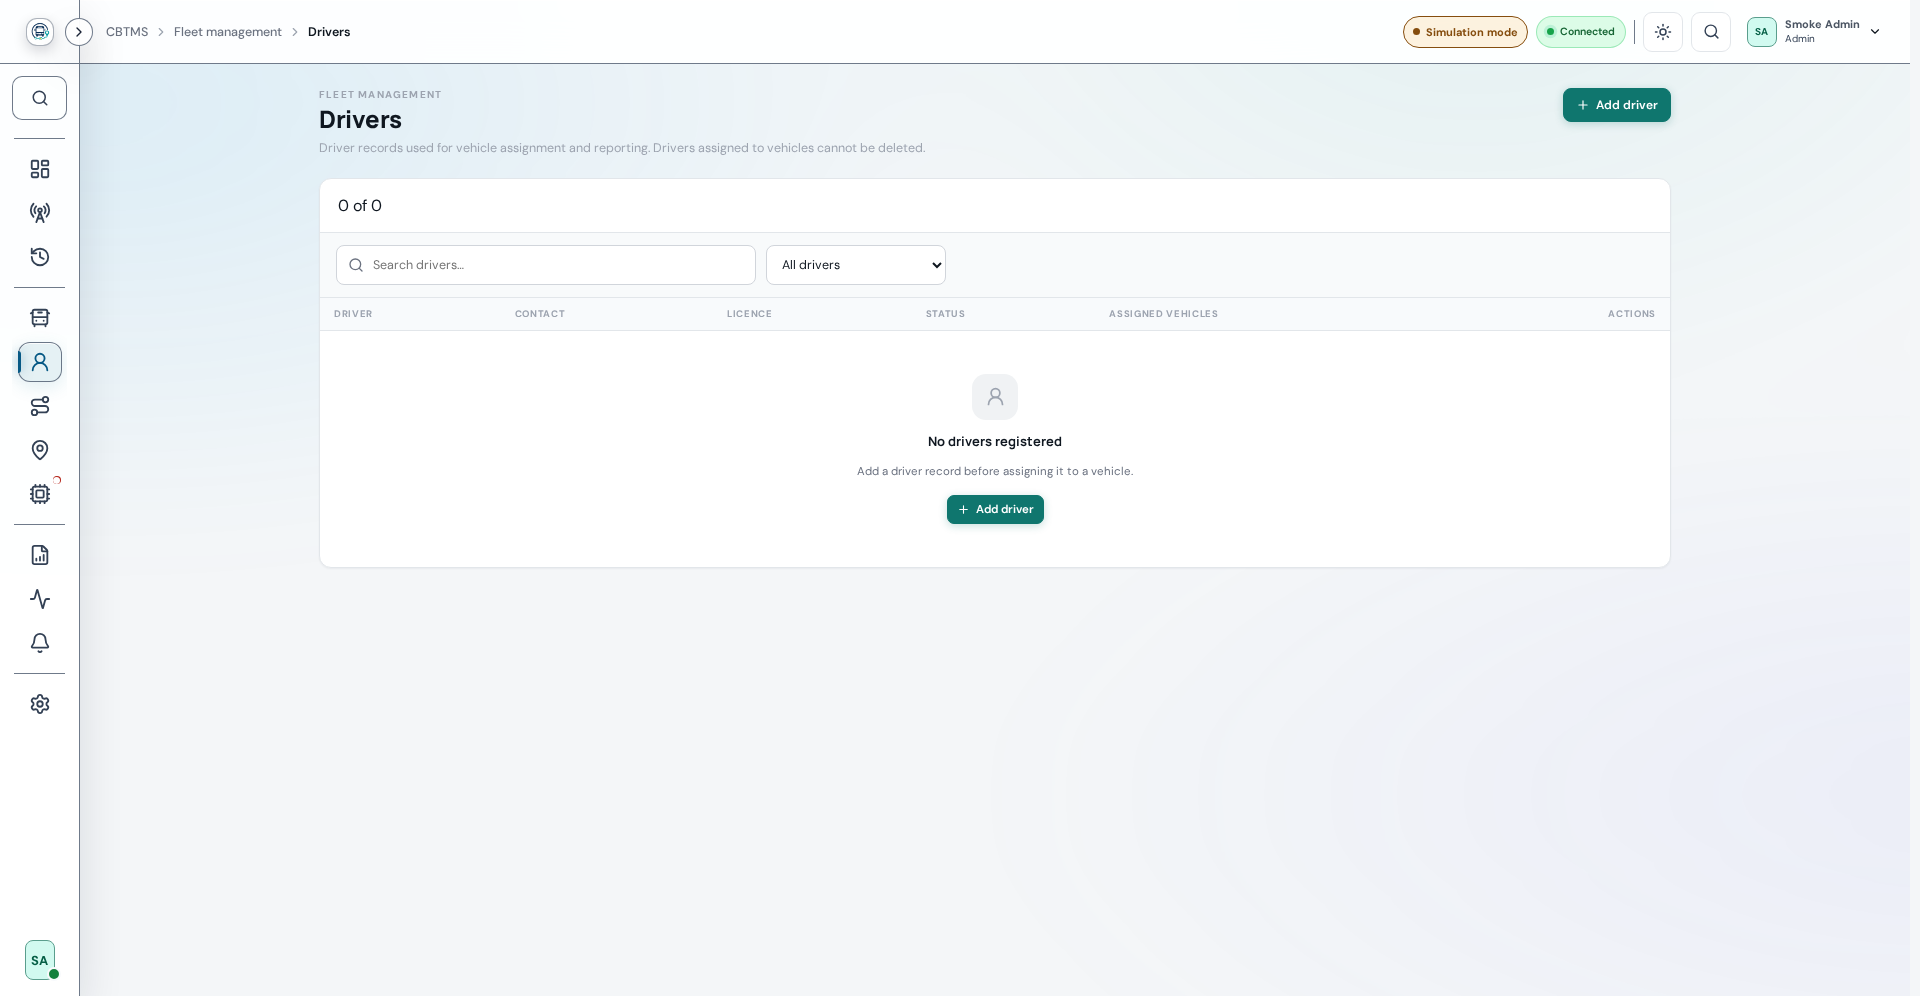 CBTMS
Fleet management
Drivers
Simulation mode
Connected
SA
Smoke Admin
Admin
FLEET MANAGEMENT
Drivers
Driver records used for vehicle assignment and reporting. Drivers assigned to vehicles cannot be deleted.
Add driver
0 of 0
Search drivers...
All drivers
DRIVER CONTACT LICENCE STATUS ASSIGNED VEHICLES ACTIONS
No drivers registered
Add a driver record before assigning it to a vehicle.
Add driver
SA